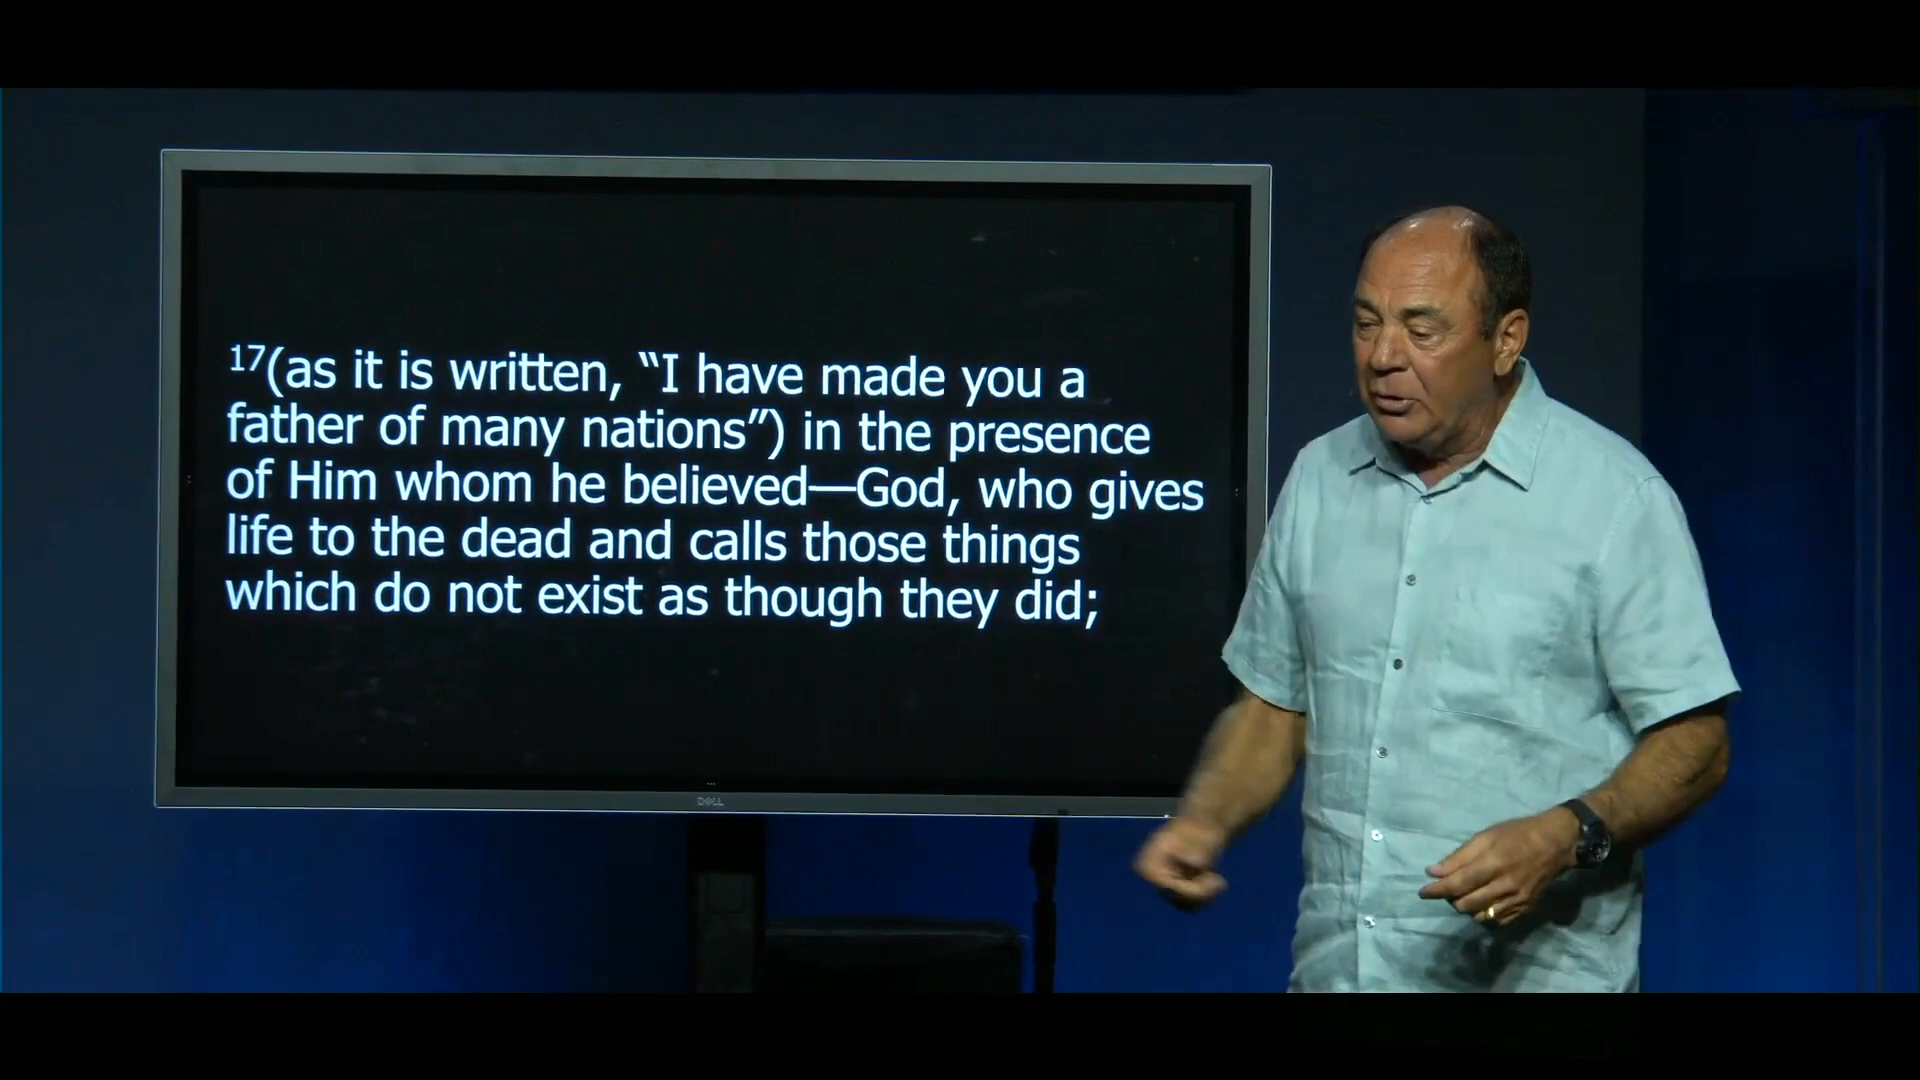 17(as it is written, “I have made you a
father of many nations”) in the presence
of Him whom he believed—God, who gives
life to the dead and calls those things
which do not exist as though they did;
DELL